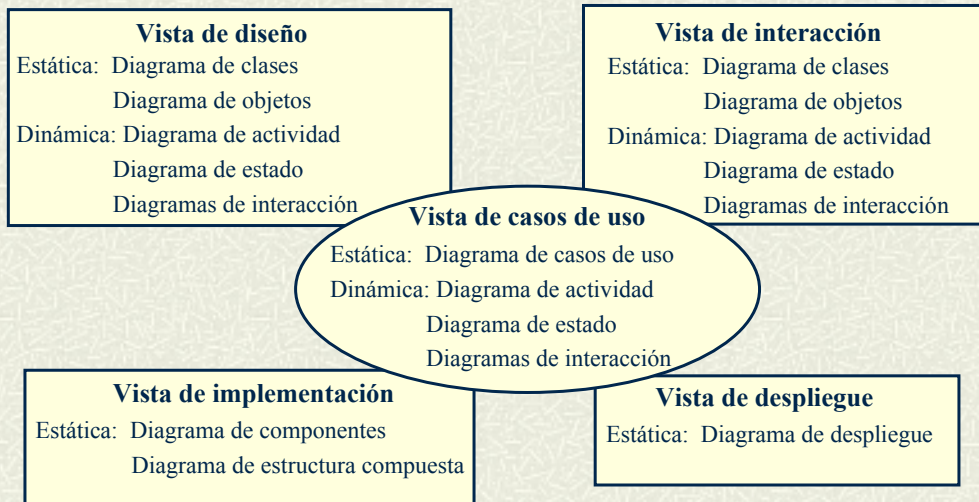 Vista de diseño
Estática: Diagrama de clases
Diagrama de objetos
Dinámica: Diagrama de actividad
Diagrama de estado
Diagramas de interacción
Vista de interacción
Estática: Diagrama de clases
Diagrama de objetos
Dinámica: Diagrama de actividad
Diagrama de estado
Diagramas de interacción
Vista de casos de uso
Estática: Diagrama de casos de uso
Dinámica: Diagrama de actividad
Diagrama de estado
Diagramas de interacción
Vista de implementación
Estática: Diagrama de componentes
Diagrama de estructura compuesta
Vista de despliegue
Estática: Diagrama de despliegue